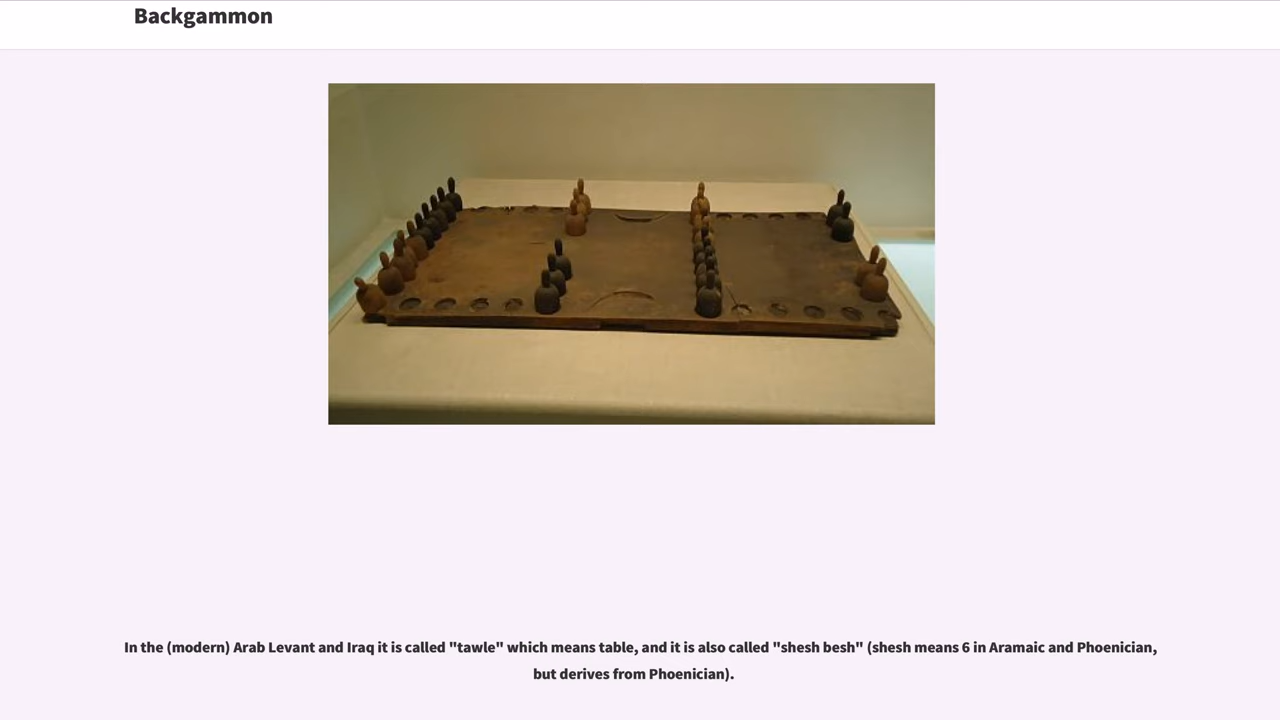 Backgammon
In the (modern) Arab Levant and Iraq it is called "tawle" which means table, and it is also called "shesh besh" (shesh means 6 in Aramaic and Phoenician,
but derives from Phoenician).